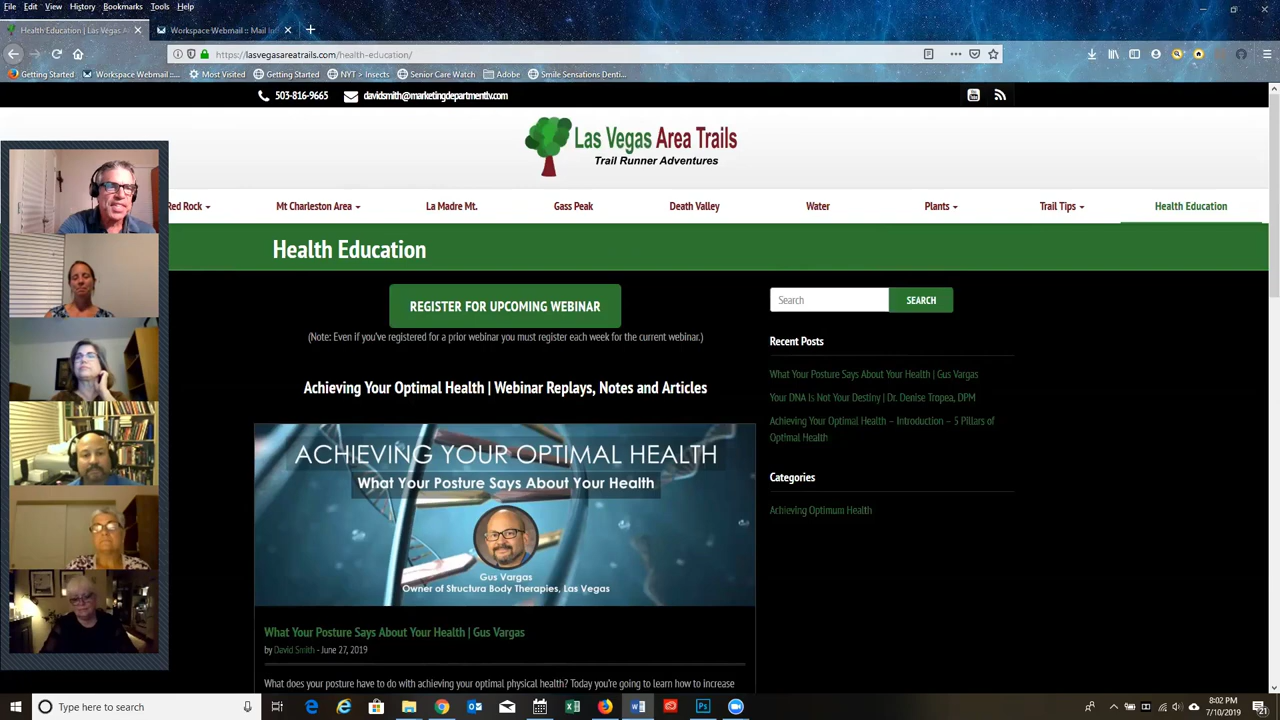 File Edit View History Bookmarks Tools Help
Health Education | Las Vegas A
Workspace Webmail :: Mail In
https://lasvegasareatrails.com/health-education/
Getting Started Workspace Webmail ::... Most Visited Getting Started NYT > Insects Senior Care Watch Adobe Smile Sensations Denti...
503-816-9665 davidsmith@marketingdepartmentlv.com
Las Vegas Area Trails
Trail Runner Adventures
Red Rock Mt Charleston Area La Madre Mt. Gass Peak Death Valley Water Plants Trail Tips Health Education
Health Education
REGISTER FOR UPCOMING WEBINAR
(Note: Even if you've registered for a prior webinar you must register each week for the current webinar.)
Achieving Your Optimal Health | Webinar Replays, Notes and Articles
ACHIEVING YOUR OPTIMAL HEALTH
What Your Posture Says About Your Health
Gus Vargas
Owner of Structura Body Therapies, Las Vegas
What Your Posture Says About Your Health | Gus Vargas
by David Smith - June 27, 2019
What does your posture have to do with achieving your optimal physical health? Today you're going to learn how to increase
Search SEARCH
Recent Posts
What Your Posture Says About Your Health | Gus Vargas
Your DNA Is Not Your Destiny | Dr. Denise Tropea, DPM
Achieving Your Optimal Health – Introduction – 5 Pillars of
Optimal Health
Categories
Achieving Optimum Health
Type here to search
8:02 PM
7/10/2019